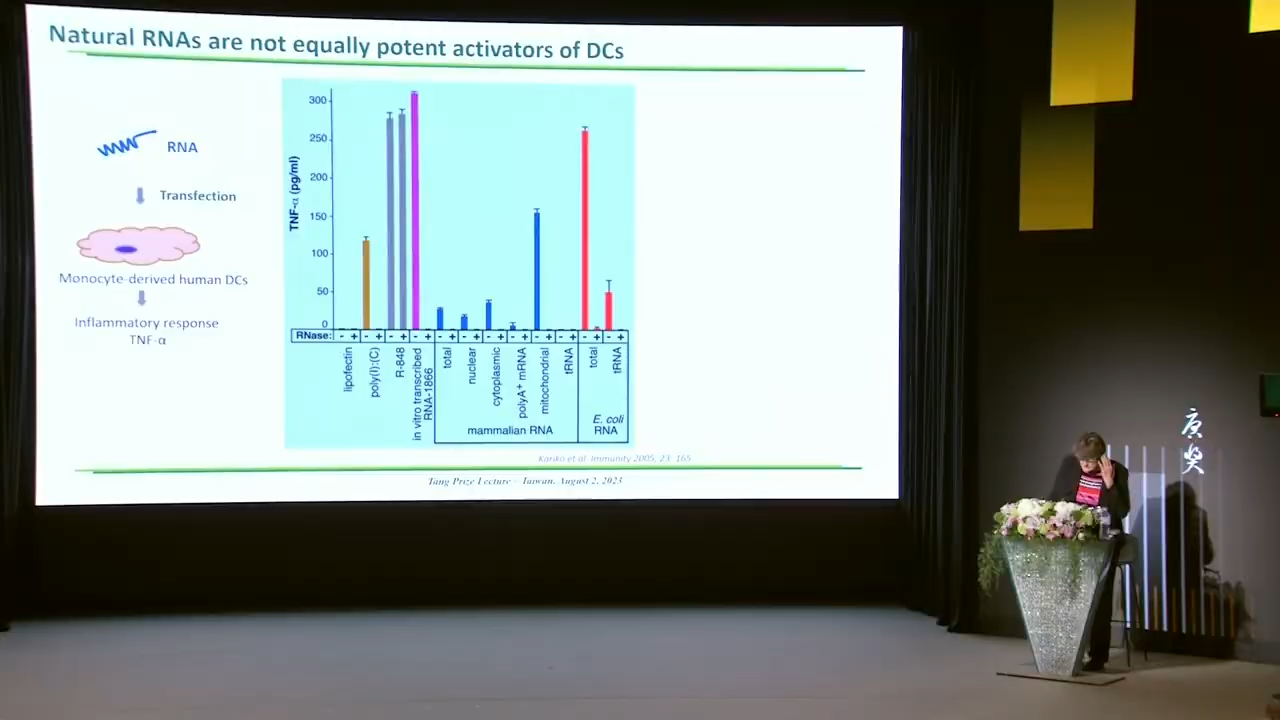 Natural RNAs are not equally potent activators of DCs
RNA
Transfection
Monocyte-derived human DCs
Inflammatory response
TNF-α
TNF-α (pg/ml)
300
250
200
150
100
50
0
RNase: - + - + - + - + - + - + - + - + - + - + - + - +
lipofectin
poly(I):(C)
R-848
in vitro transcribed
RNA-1866
total
nuclear
cytoplasmic
polyA+ mRNA
mitochondrial
tRNA
mammalian RNA
total
tRNA
E. coli
RNA
Kariko et al. Immunity 2005, 23: 165
Tang Prize Lecture – Taiwan, August 2, 2023
唐
獎